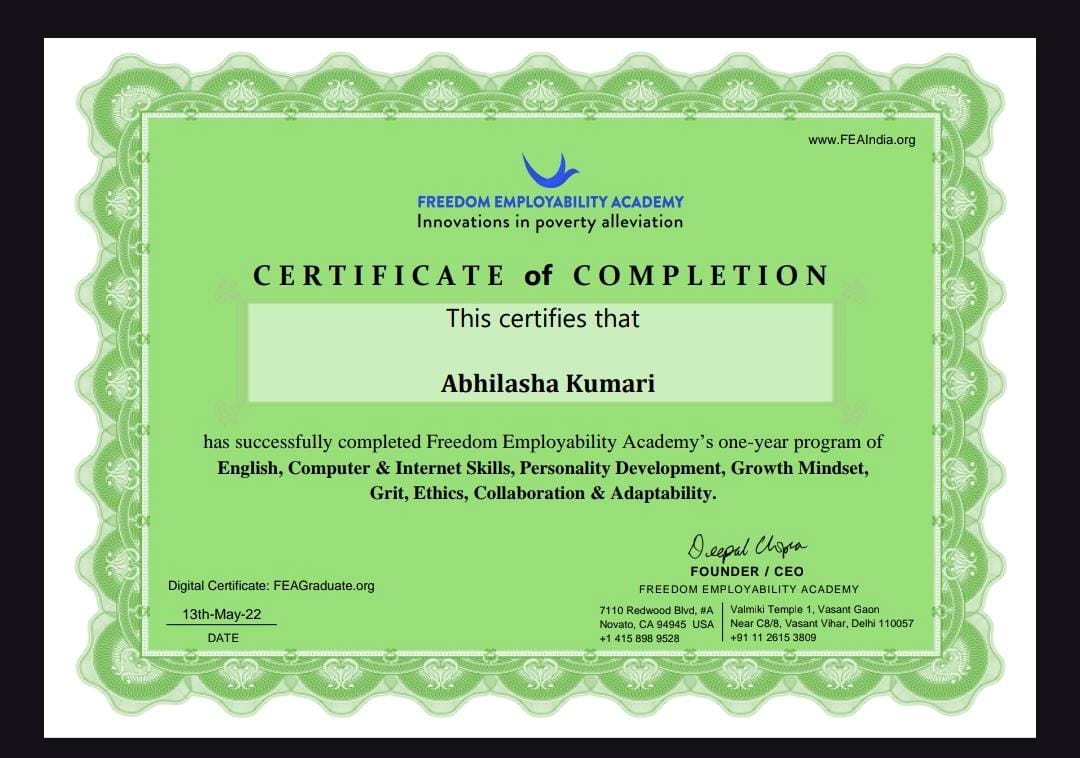 www.FEAIndia.org
FREEDOM EMPLOYABILITY ACADEMY
Innovations in poverty alleviation
CERTIFICATE of COMPLETION
This certifies that
Abhilasha Kumari
has successfully completed Freedom Employability Academy’s one-year program of
English, Computer & Internet Skills, Personality Development, Growth Mindset,
Grit, Ethics, Collaboration & Adaptability.
Deepak Chopra
FOUNDER / CEO
FREEDOM EMPLOYABILITY ACADEMY
Digital Certificate: FEAGraduate.org
13th-May-22
DATE
7110 Redwood Blvd, #A
Novato, CA 94945 USA
+1 415 898 9528
Valmiki Temple 1, Vasant Gaon
Near C8/8, Vasant Vihar, Delhi 110057
+91 11 2615 3809